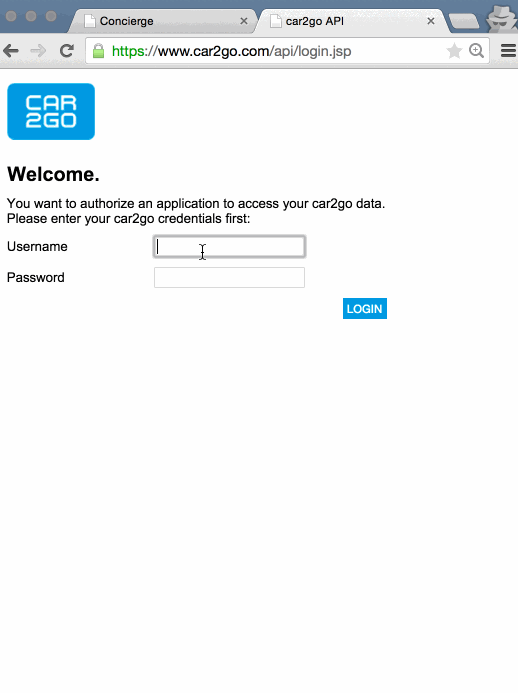 Concierge
car2go API
https://www.car2go.com/api/login.jsp
CAR
2GO
Welcome.
You want to authorize an application to access your car2go data.
Please enter your car2go credentials first:
Username
Password
LOGIN